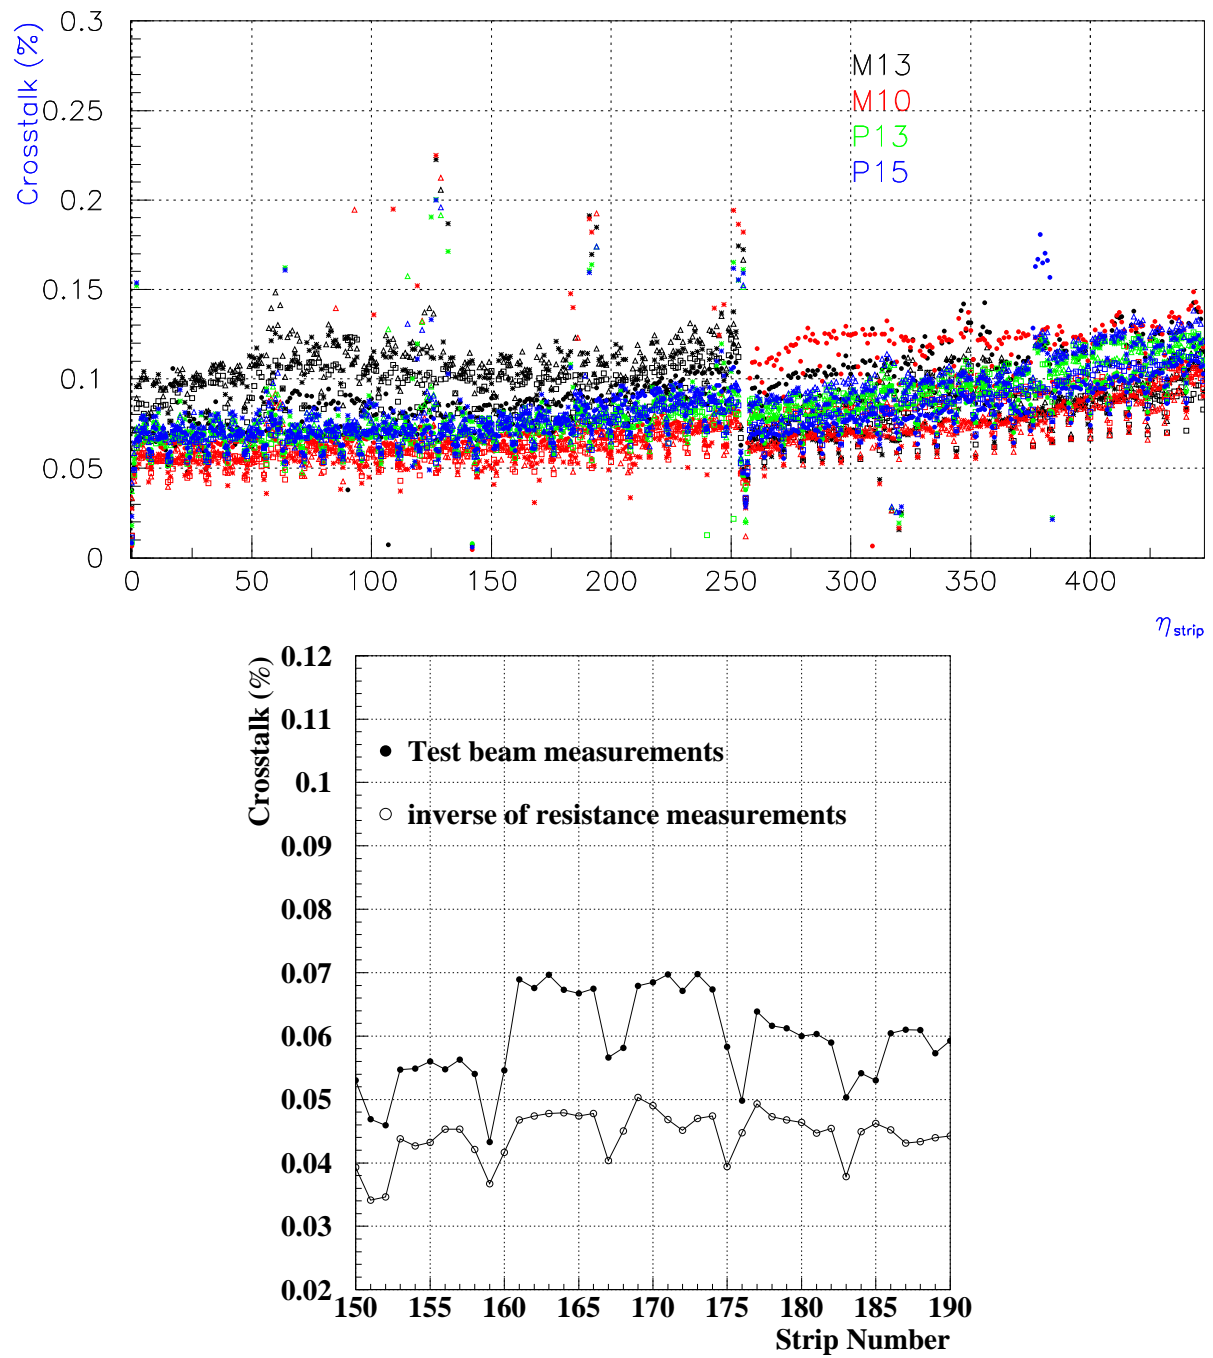 0.3
Crosstalk (%)
0.25
0.2
0.15
0.1
0.05
0
M13
M10
P13
P15
0 50 100 150 200 250 300 350 400
η strip
0.12
Crosstalk (%)
0.11
0.1
0.09
0.08
0.07
0.06
0.05
0.04
0.03
0.02
Test beam measurements
inverse of resistance measurements
150 155 160 165 170 175 180 185 190
Strip Number